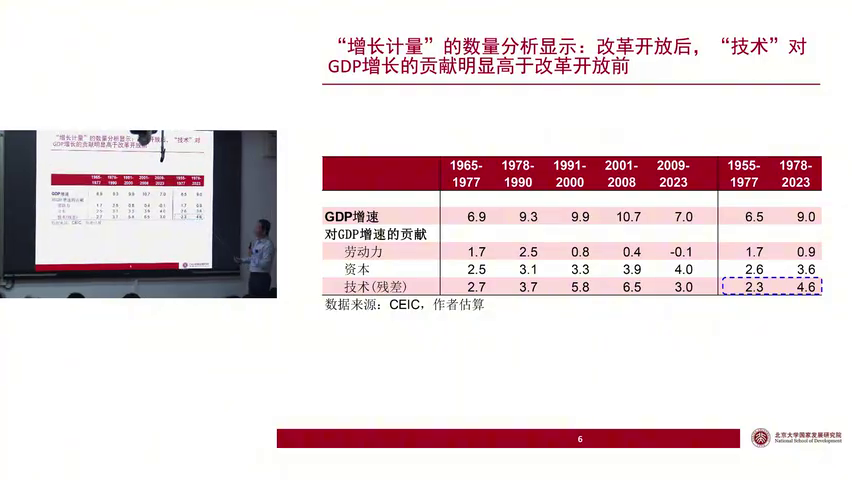 “增长计量”的数量分析显示：改革开放后，“技术”对
GDP增长的贡献明显高于改革开放前
1965-1977 1978-1990 1991-2000 2001-2008 2009-2023 1955-1977 1978-2023
GDP增速 6.9 9.3 9.9 10.7 7.0 6.5 9.0
对GDP增速的贡献
劳动力 1.7 2.5 0.8 0.4 -0.1 1.7 0.9
资本 2.5 3.1 3.3 3.9 4.0 2.6 3.6
技术(残差) 2.7 3.7 5.8 6.5 3.0 2.3 4.6
数据来源：CEIC，作者估算
6
北京大学国家发展研究院
National School of Development